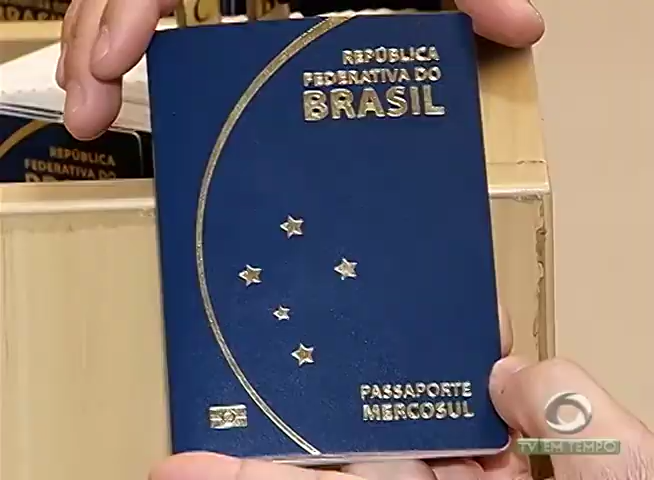 REPÚBLICA
FEDERATIVA DO
BRASIL
PASSAPORTE
MERCOSUL
REPÚBLICA
FEDERATIVA DO
TV EM TEMPO